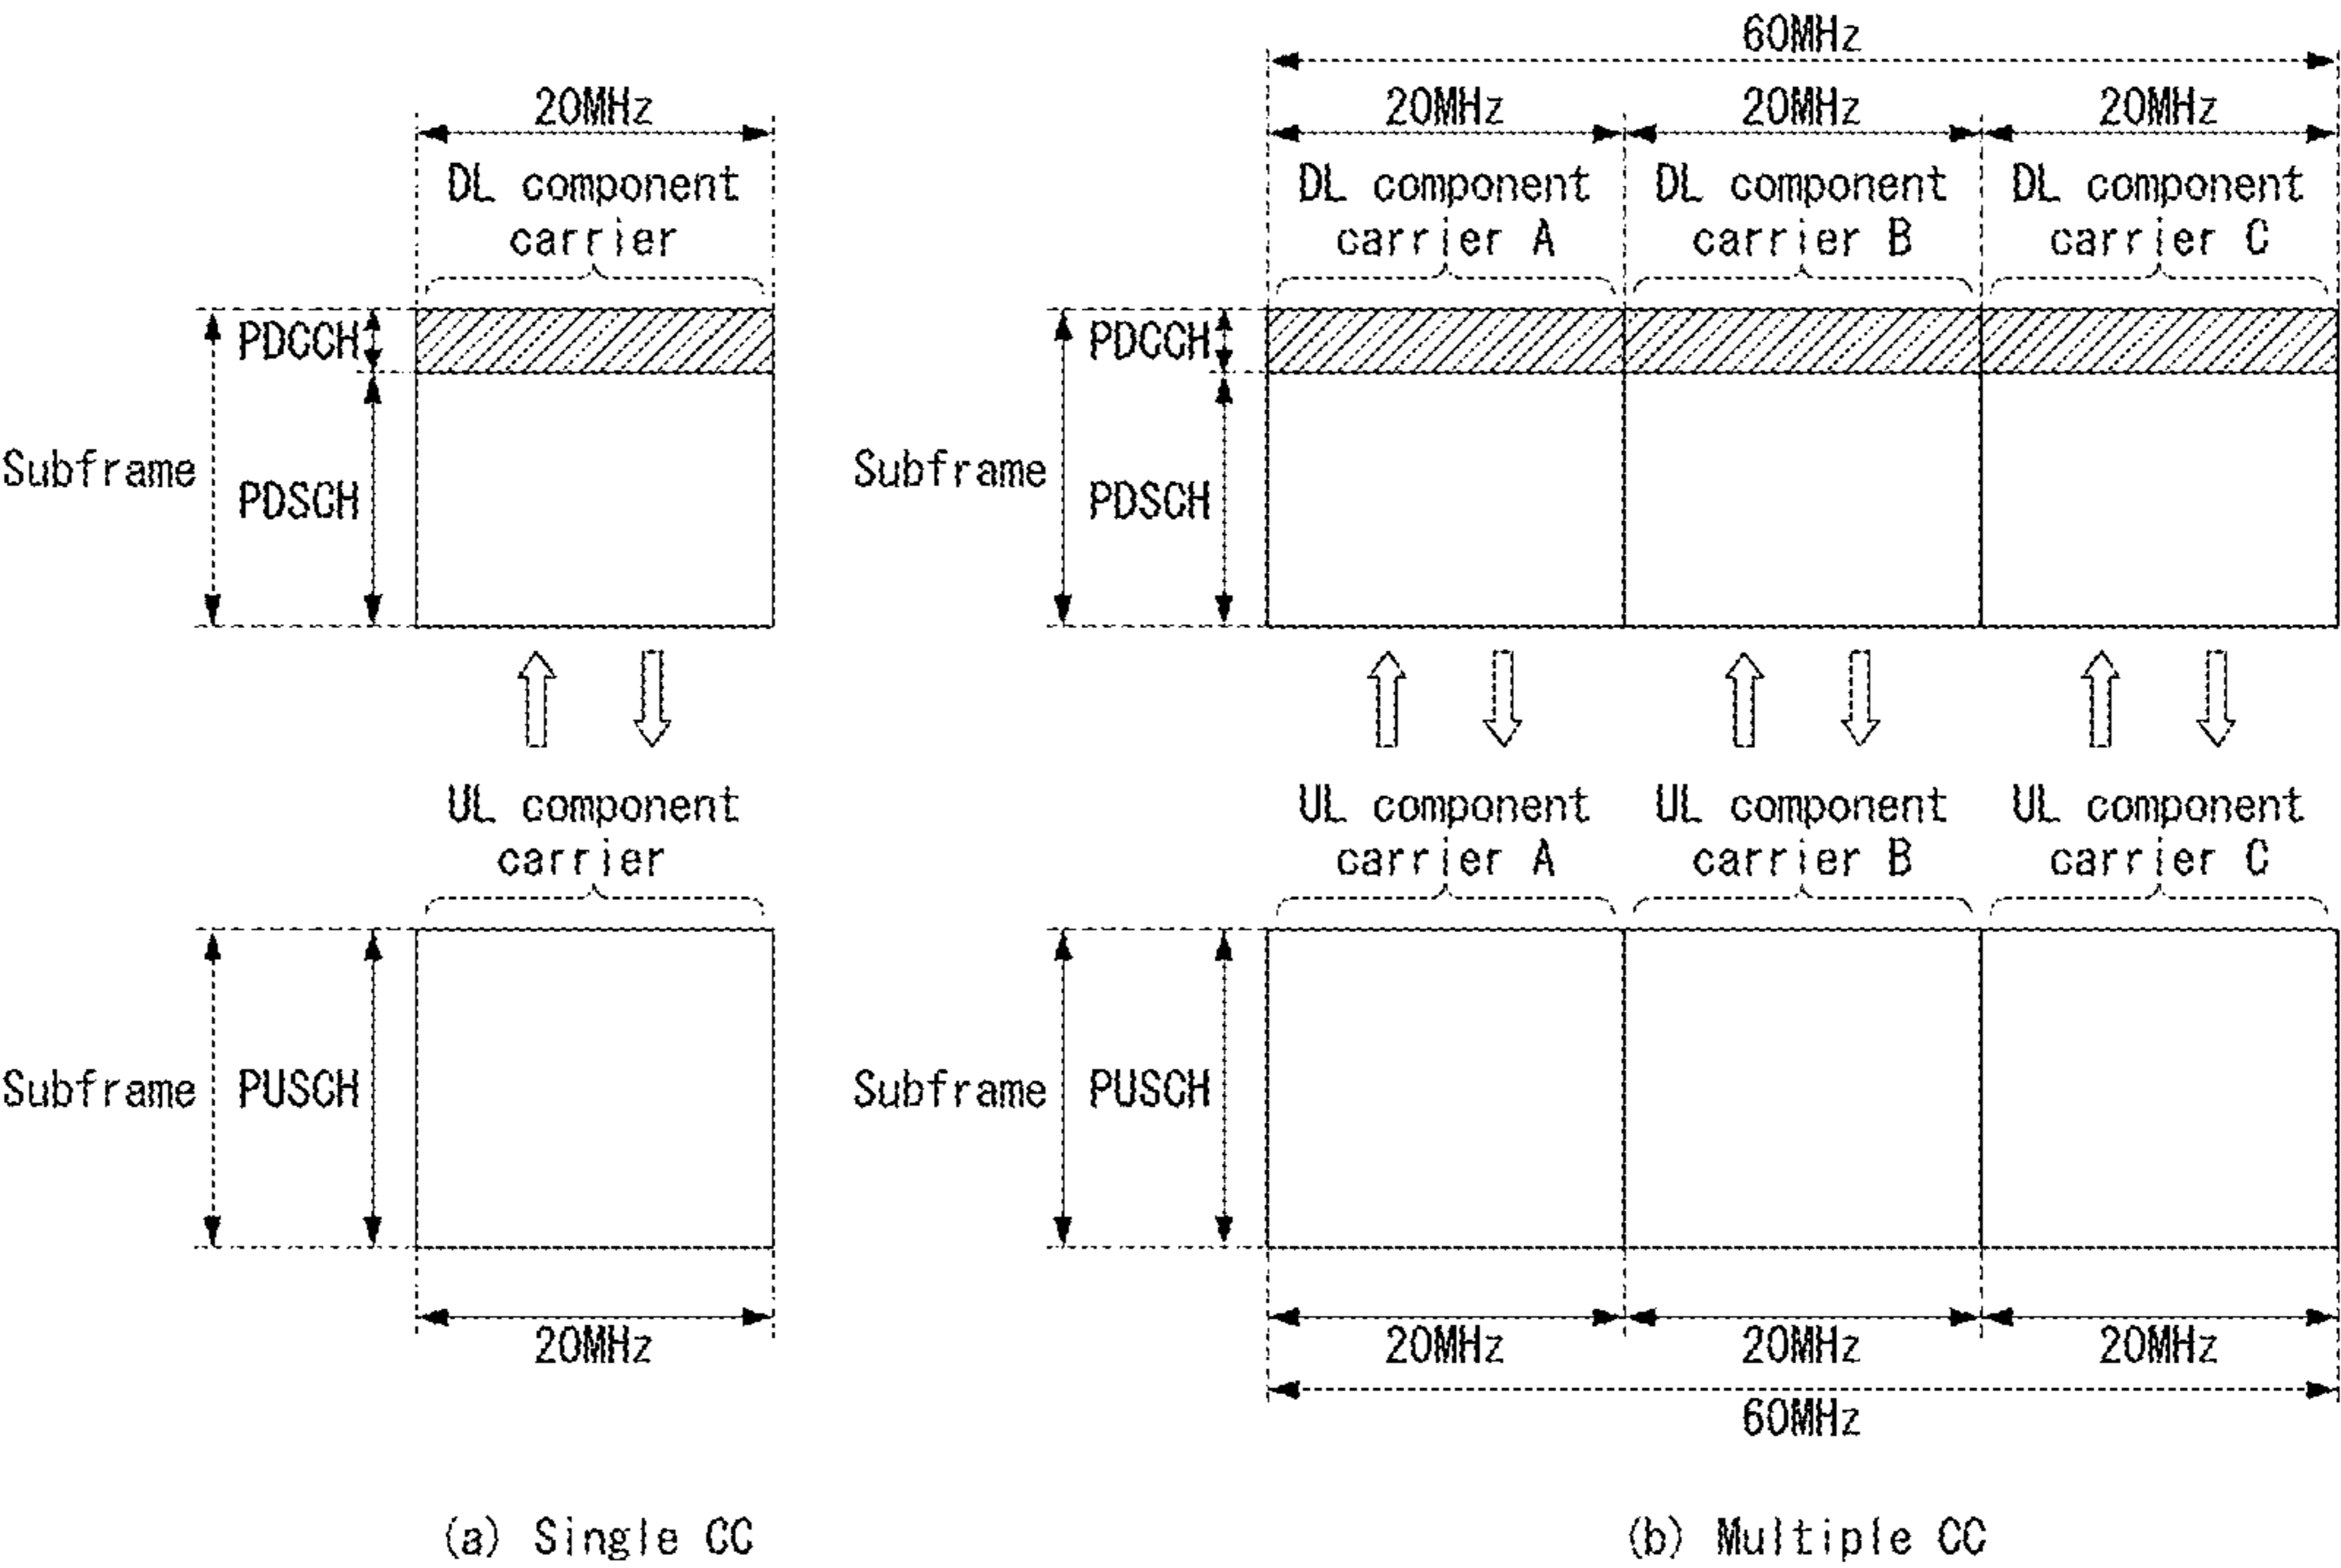 20MHz
DL component
carrier
PDCCH
Subframe
PDSCH
UL component
carrier
Subframe
PUSCH
20MHz
(a) Single CC
60MHz
20MHz
20MHz
20MHz
DL component
carrier A
DL component
carrier B
DL component
carrier C
PDCCH
Subframe
PDSCH
UL component
carrier A
UL component
carrier B
UL component
carrier C
Subframe
PUSCH
20MHz
20MHz
20MHz
60MHz
(b) Multiple CC